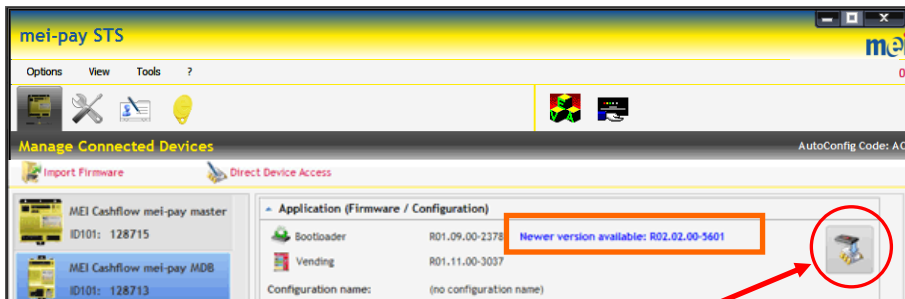 mei-pay STS
mei
Options View Tools ?
0
Manage Connected Devices AutoConfig Code: AC
Import Firmware Direct Device Access
MEI Cashflow mei-pay master
ID101: 128715
MEI Cashflow mei-pay MDB
ID101: 128713
Application (Firmware / Configuration)
Bootloader R01.09.00-2378 Newer version available: R02.02.00-5601
Vending R01.11.00-3037
Configuration name: (no configuration name)